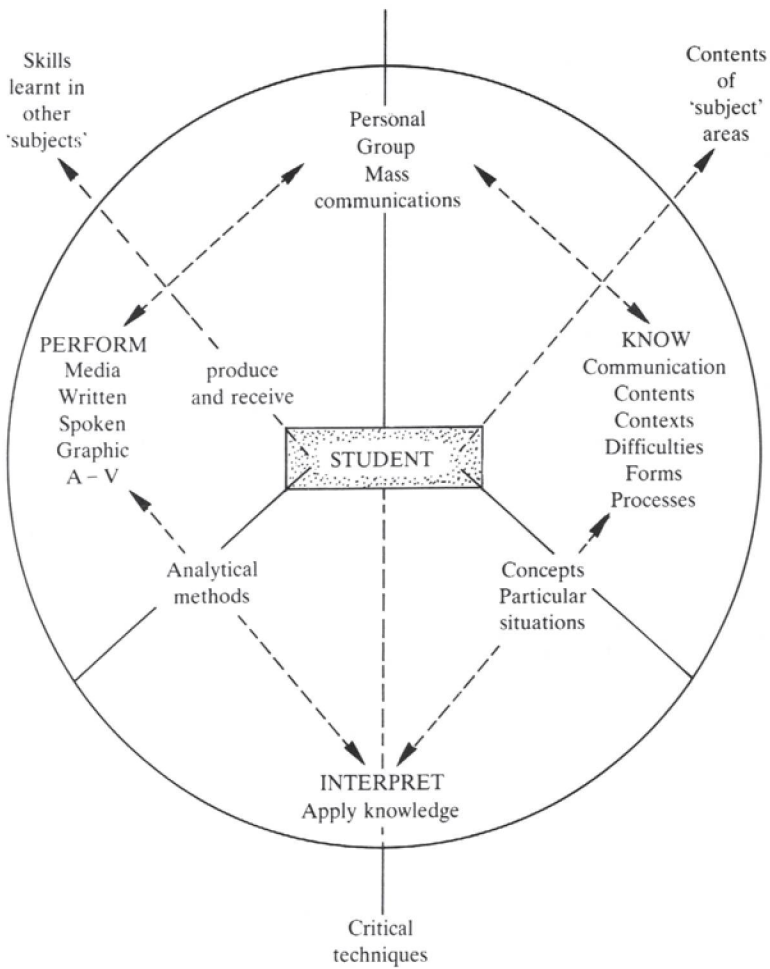 Skills
learnt in
other
‘subjects’
Contents
of
‘subject’
areas
Personal
Group
Mass
communications
PERFORM
Media
Written
Spoken
Graphic
A – V
produce
and receive
KNOW
Communication
Contents
Contexts
Difficulties
Forms
Processes
STUDENT
Analytical
methods
Concepts
Particular
situations
INTERPRET
Apply knowledge
Critical
techniques